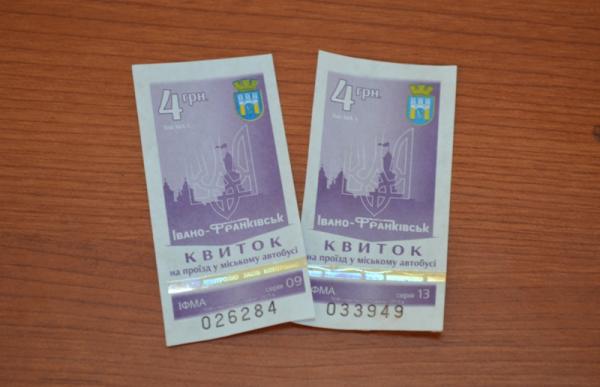 4 грн.
Івано-Франківськ
КВИТОК
на проїзд у міському автобусі
ІФМА серія 09
026284
4 грн.
Івано-Франківськ
КВИТОК
на проїзд у міському автобусі
ІФМА серія 13
033949